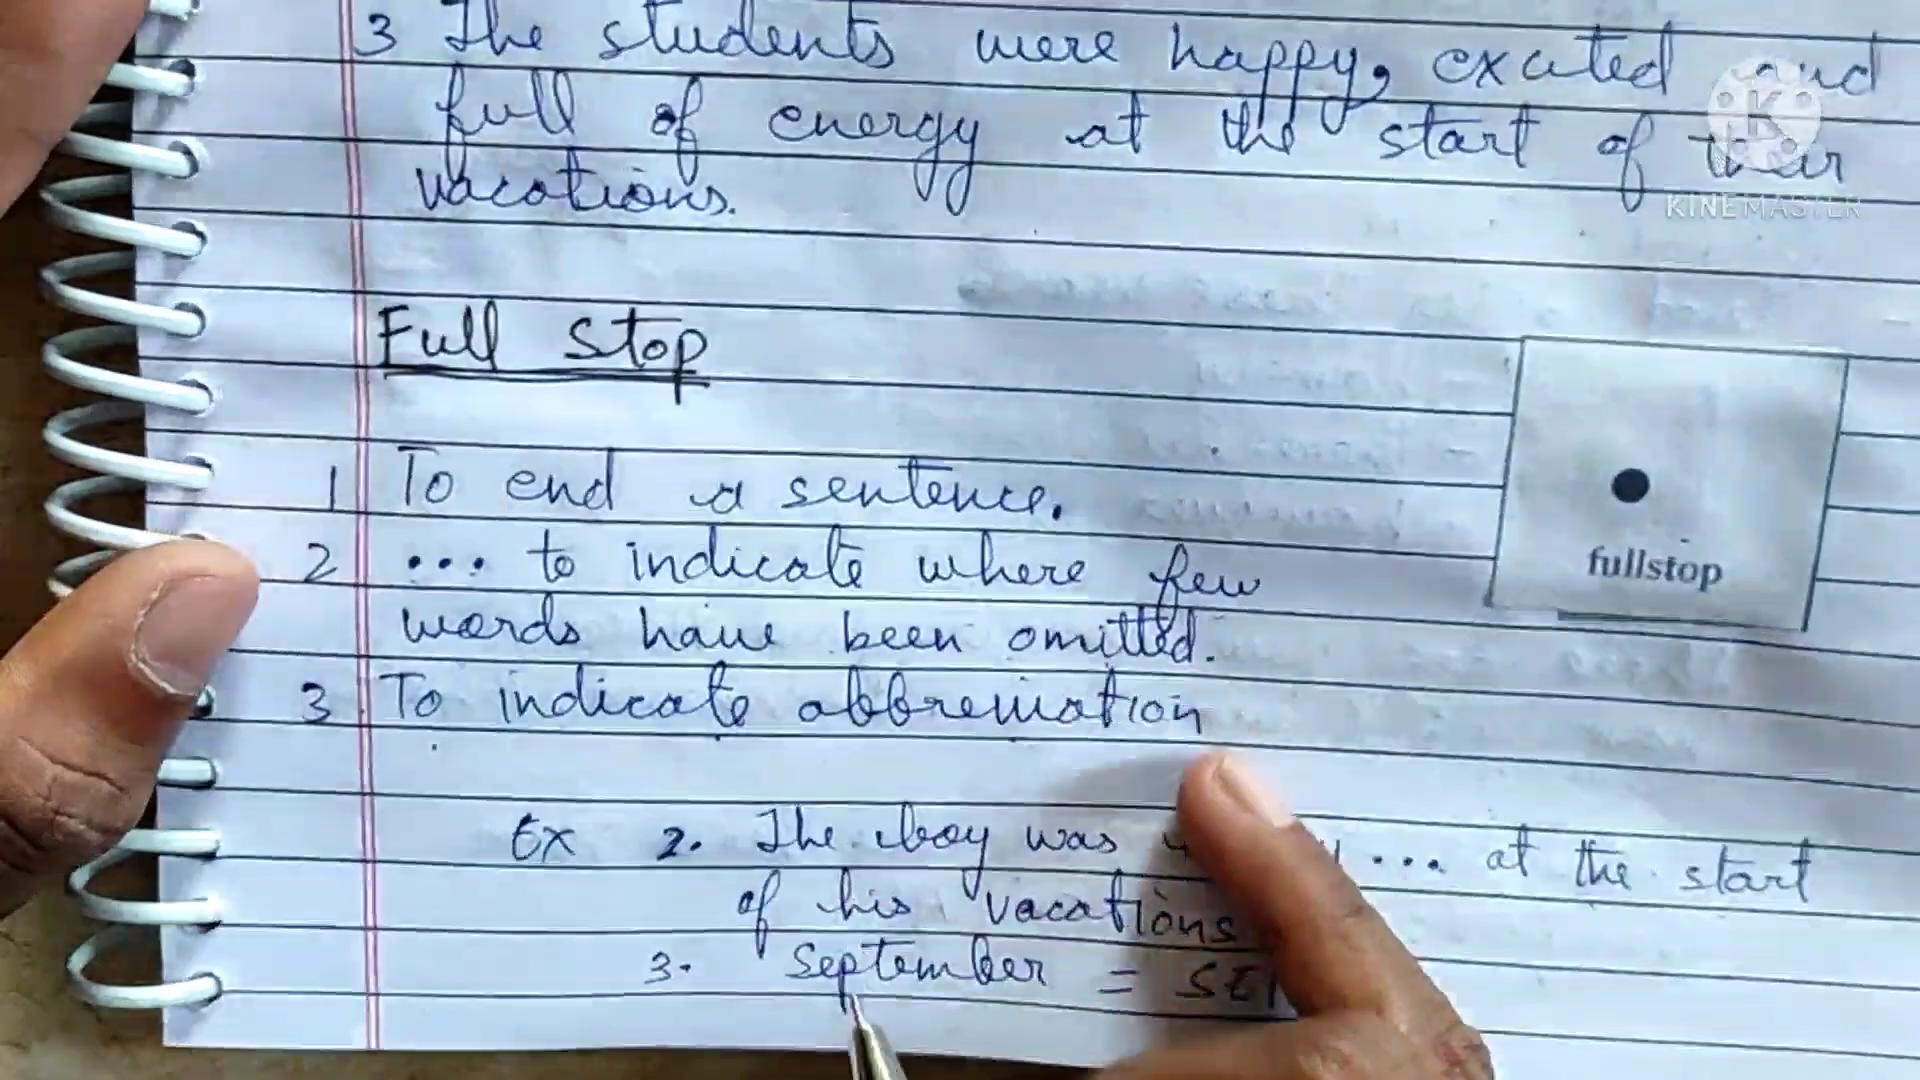 3 The students were happy, excited and
full of energy at the start of their
vacations.
KINEMASTER
Full Stop
1 To end a sentence.
2 ... to indicate where few
words have been omitted.
3 To indicate abbreviation
fullstop
Ex 2. The boy was ... at the start
of his vacations
3. September =